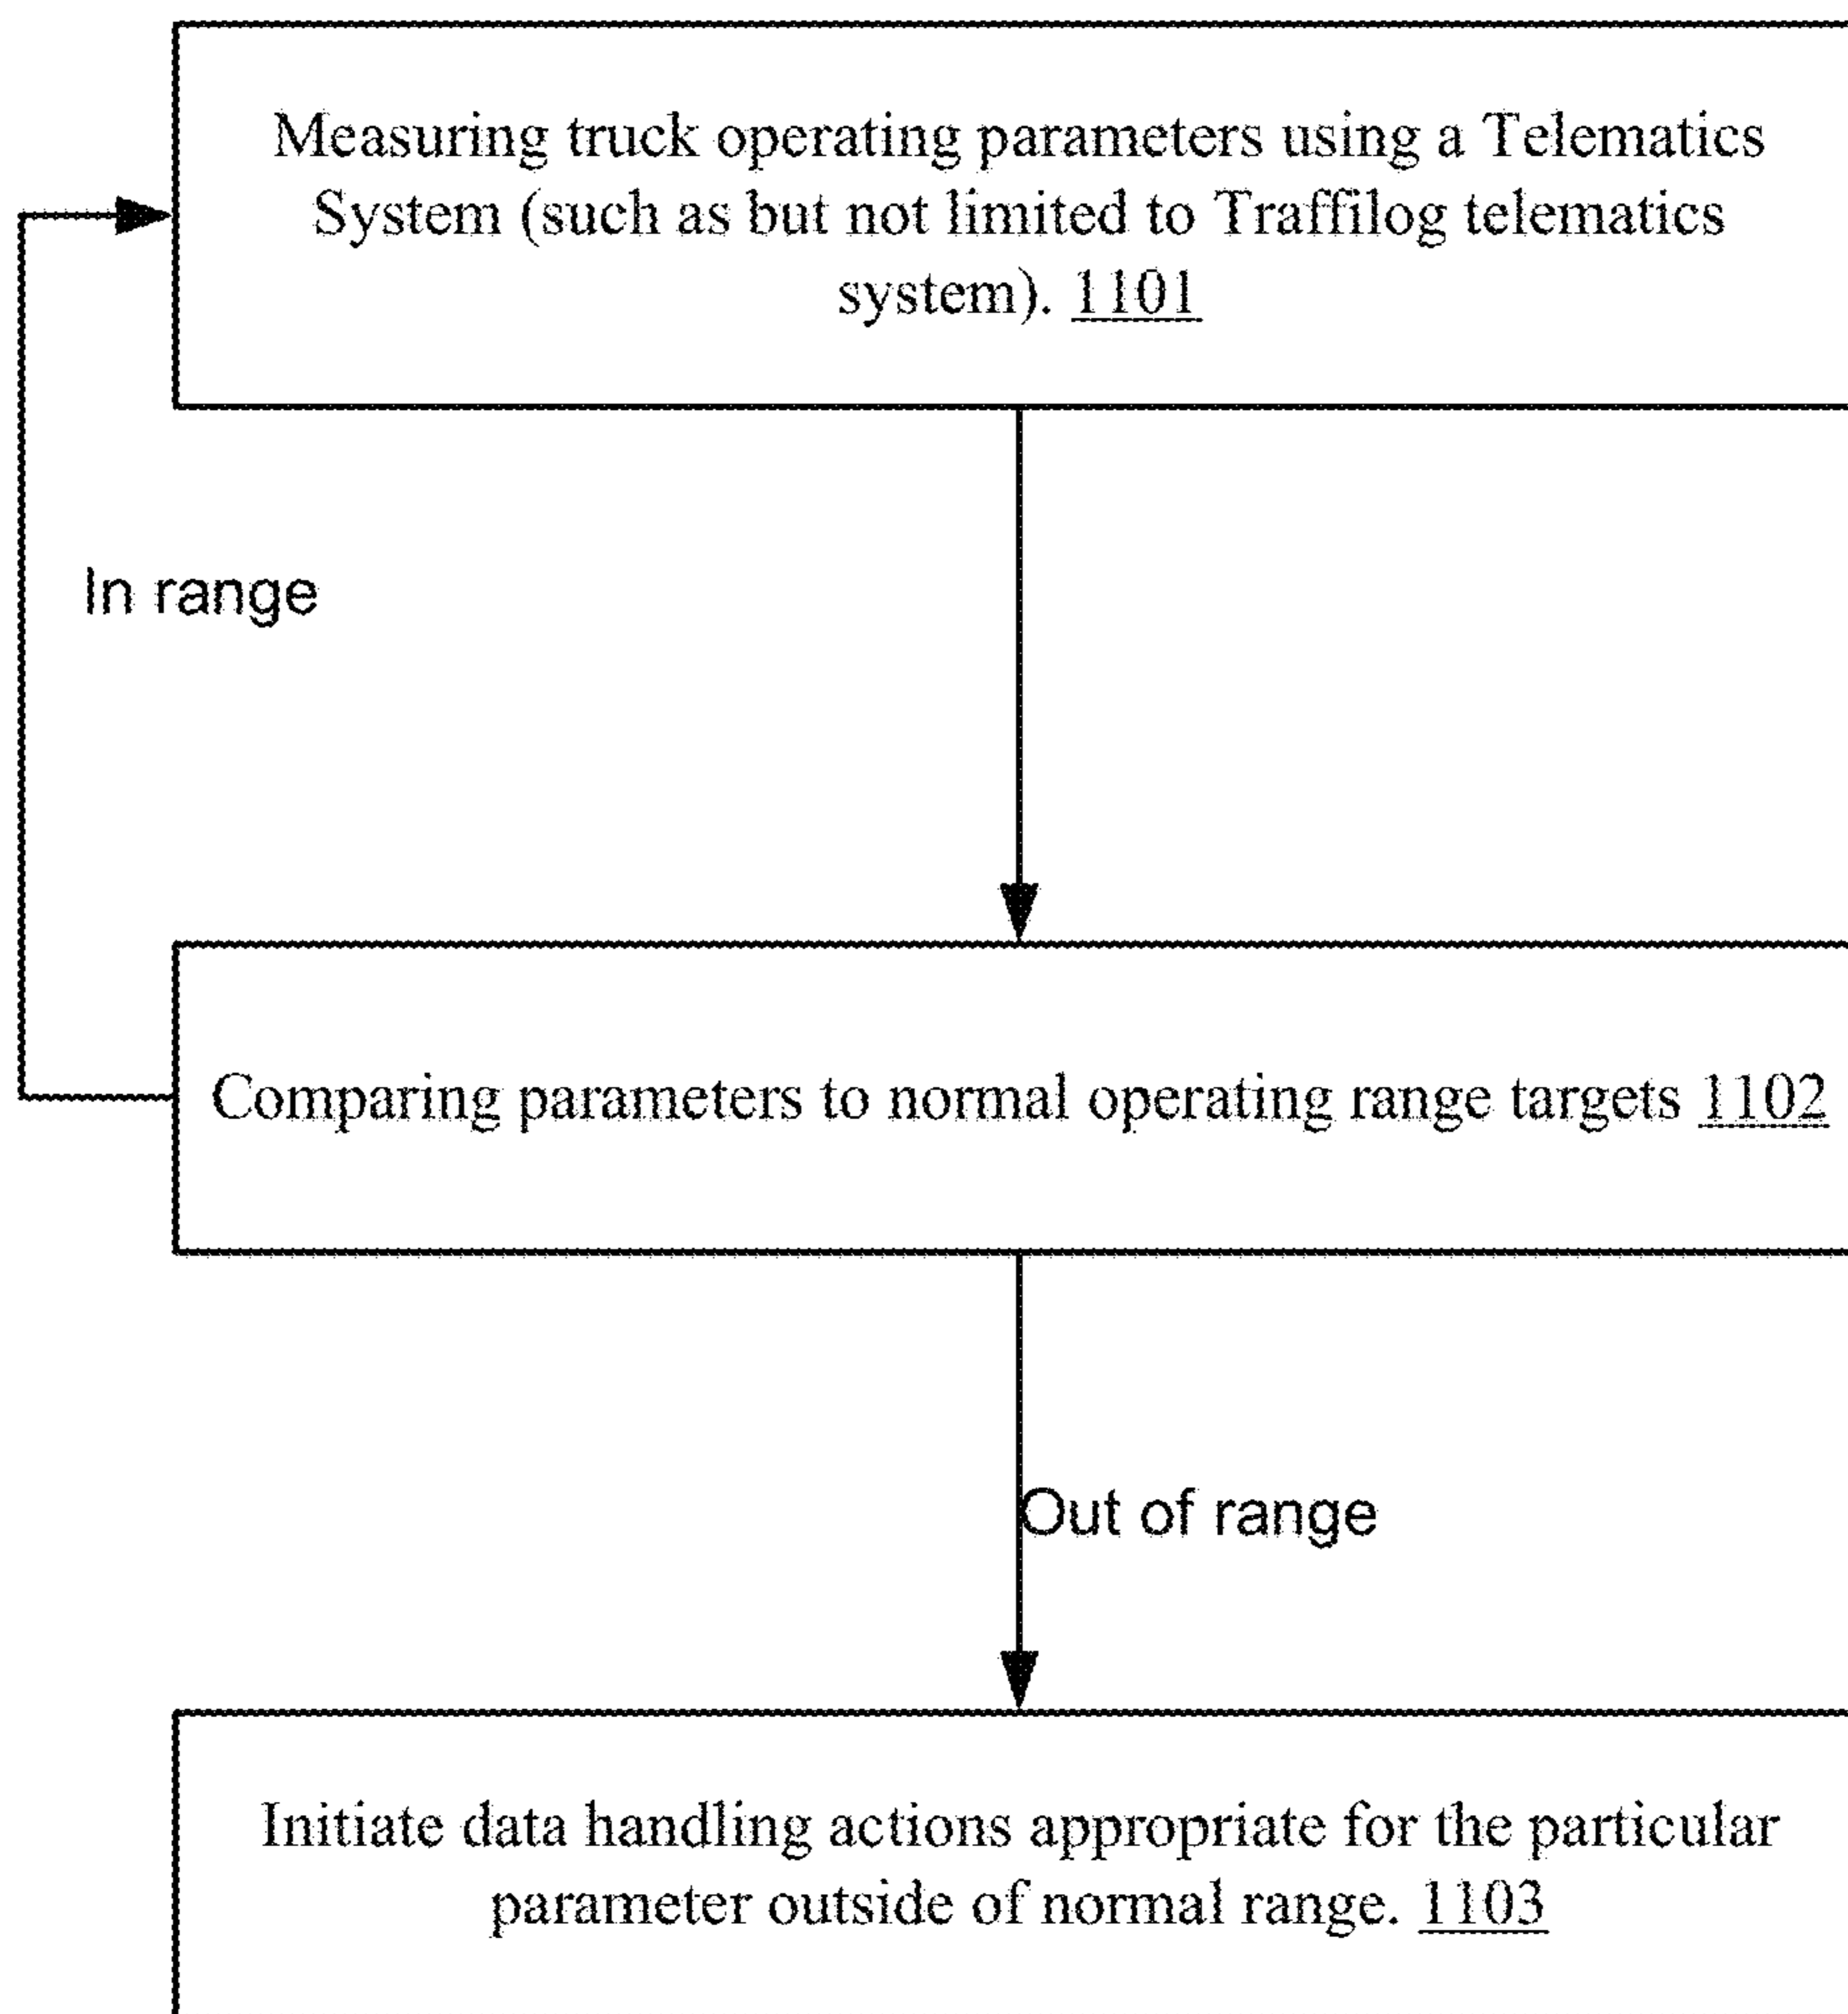 Measuring truck operating parameters using a Telematics
System (such as but not limited to Traffilog telematics
system). 1101
In range
Comparing parameters to normal operating range targets 1102
Out of range
Initiate data handling actions appropriate for the particular
parameter outside of normal range. 1103